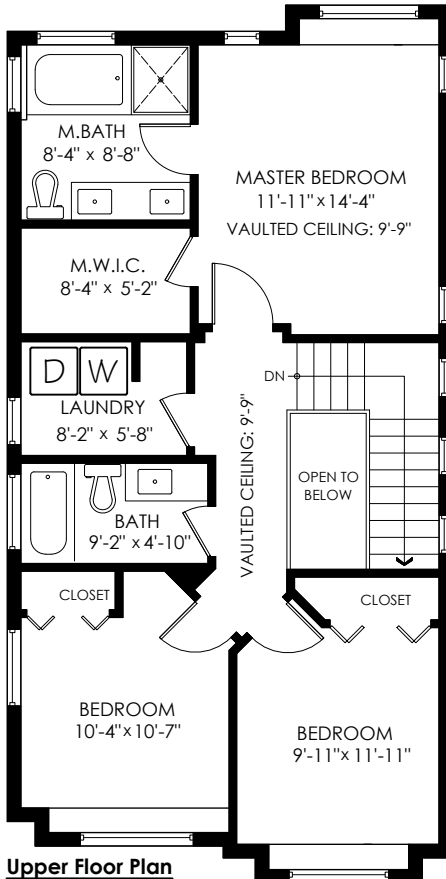 M.BATH
8'-4" x 8'-8"
MASTER BEDROOM
11'-11" x 14'-4"
VAULTED CEILING: 9'-9"
M.W.I.C.
8'-4" x 5'-2"
D W
LAUNDRY
8'-2" x 5'-8"
DN
VAULTED CEILING: 9'-9"
OPEN TO
BELOW
BATH
9'-2" x 4'-10"
CLOSET
CLOSET
BEDROOM
10'-4" x 10'-7"
BEDROOM
9'-11" x 11'-11"
Upper Floor Plan